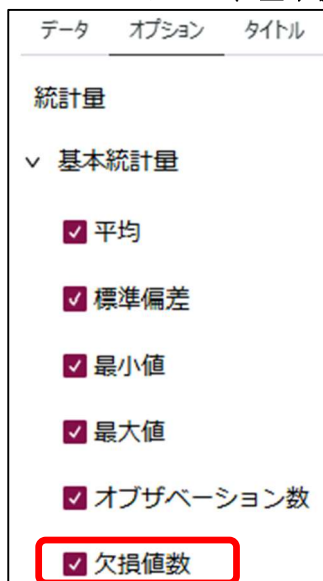 データ オプション タイトル
統計量
基本統計量
平均
標準偏差
最小値
最大値
オブザベーション数
欠損値数